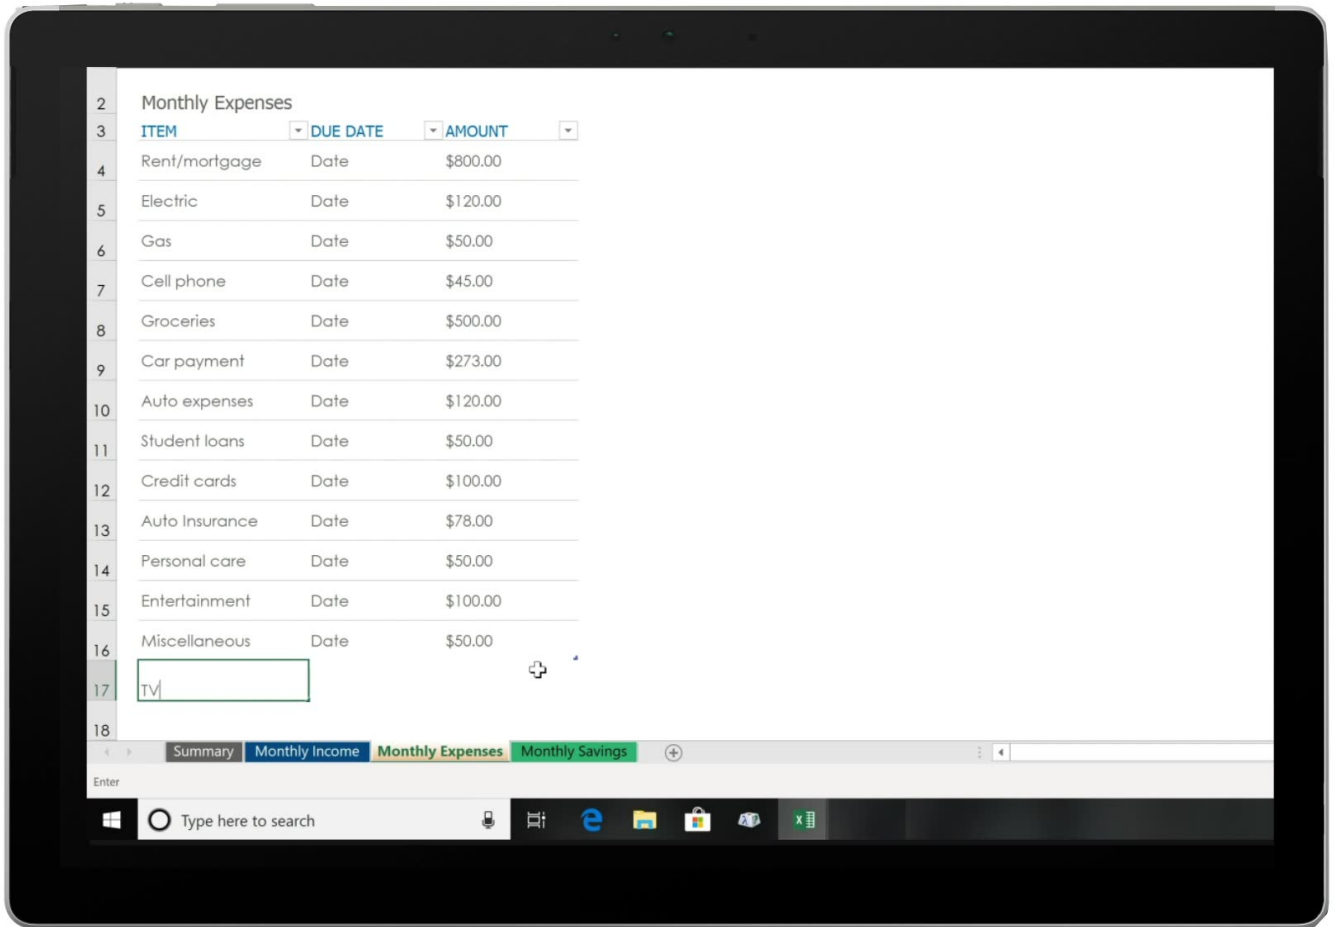 2 Monthly Expenses
3 ITEM DUE DATE AMOUNT
4 Rent/mortgage Date $800.00
5 Electric Date $120.00
6 Gas Date $50.00
7 Cell phone Date $45.00
8 Groceries Date $500.00
9 Car payment Date $273.00
10 Auto expenses Date $120.00
11 Student loans Date $50.00
12 Credit cards Date $100.00
13 Auto Insurance Date $78.00
14 Personal care Date $50.00
15 Entertainment Date $100.00
16 Miscellaneous Date $50.00
17 TV
18
Summary Monthly Income Monthly Expenses Monthly Savings
Enter
Type here to search